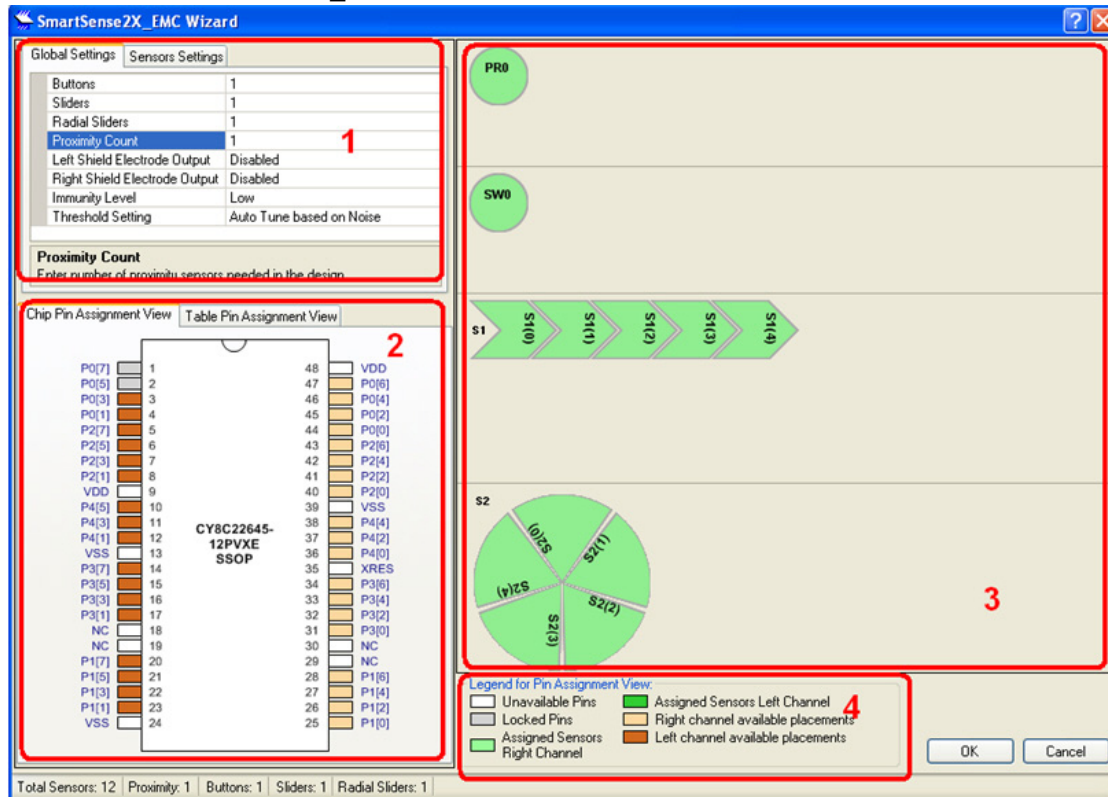 SmartSense2X_EMC Wizard
Global Settings Sensors Settings
Buttons 1
Sliders 1
Radial Sliders 1
Proximity Count 1
Left Shield Electrode Output Disabled
Right Shield Electrode Output Disabled
Immunity Level Low
Threshold Setting Auto Tune based on Noise
1
Proximity Count
Enter number of proximity sensors needed in the design
Chip Pin Assignment View Table Pin Assignment View
2
P0[7] 1 48 VDD
P0[5] 2 47 P0[6]
P0[3] 3 46 P0[4]
P0[1] 4 45 P0[2]
P2[7] 5 44 P0[0]
P2[5] 6 43 P2[6]
P2[3] 7 42 P2[4]
P2[1] 8 41 P2[2]
VDD 9 40 P2[0]
P4[5] 10 39 VSS
P4[3] 11 38 P4[4]
P4[1] 12 37 P4[2]
VSS 13 36 P4[0]
P3[7] 14 35 XRES
P3[5] 15 34 P3[6]
P3[3] 16 33 P3[4]
P3[1] 17 32 P3[2]
NC 18 31 P3[0]
NC 19 30 NC
P1[7] 20 29 NC
P1[5] 21 28 P1[6]
P1[3] 22 27 P1[4]
P1[1] 23 26 P1[2]
VSS 24 25 P1[0]
CY8C22645-
12PVXE
SSOP
PR0
SW0
S1 S1(0) S1(1) S1(2) S1(3) S1(4)
S2
S2(0) S2(1)
S2(4) S2(2)
S2(3)
3
Legend for Pin Assignment View:
Unavailable Pins Assigned Sensors Left Channel
Locked Pins Right channel available placements
Assigned Sensors Left channel available placements
Right Channel
4
OK Cancel
Total Sensors: 12 Proximity: 1 Buttons: 1 Sliders: 1 Radial Sliders: 1